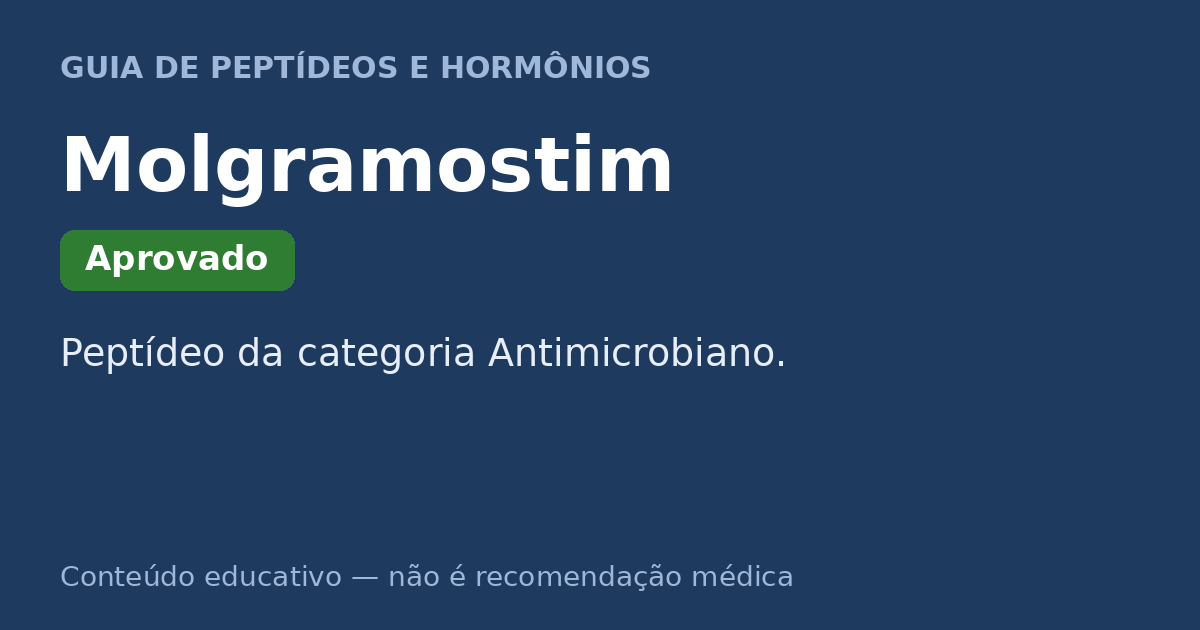 GUIA DE PEPTÍDEOS E HORMÔNIOS
Molgramostim
Aprovado
Peptídeo da categoria Antimicrobiano.
Conteúdo educativo — não é recomendação médica